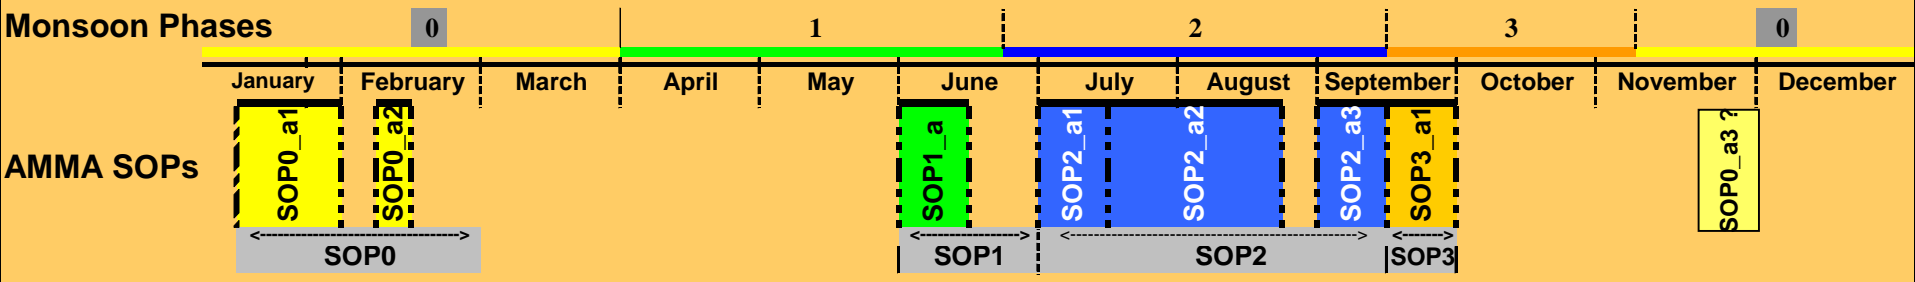 Monsoon Phases 0 1 2 3 0
January February March April May June July August September October November December
AMMA SOPs
SOP0_a1 SOP0_a2 SOP1_a SOP2_a1 SOP2_a2 SOP2_a3 SOP3_a1 SOP0_a3 ?
SOP0 SOP1 SOP2 SOP3